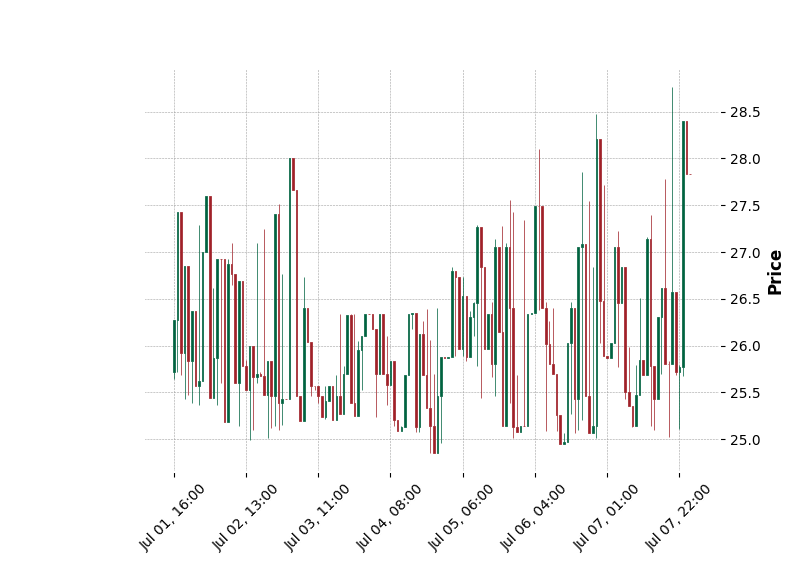 28.5
28.0
27.5
27.0
26.5
26.0
25.5
25.0
Price
Jul 01, 16:00
Jul 02, 13:00
Jul 03, 11:00
Jul 04, 08:00
Jul 05, 06:00
Jul 06, 04:00
Jul 07, 01:00
Jul 07, 22:00